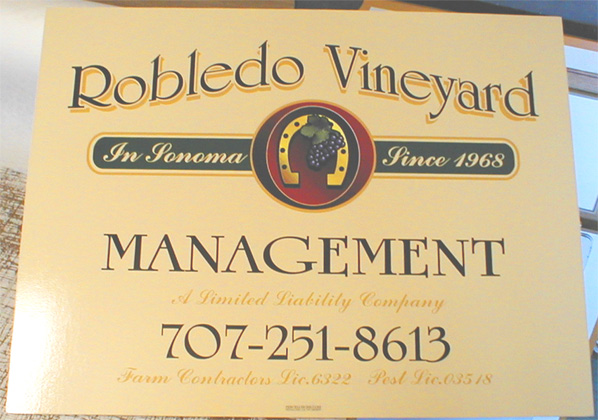 Robledo Vineyard
In Sonoma Since 1968
MANAGEMENT
A Limited Liability Company
707-251-8613
Farm Contractors Lic.6322 Pest Lic.03518